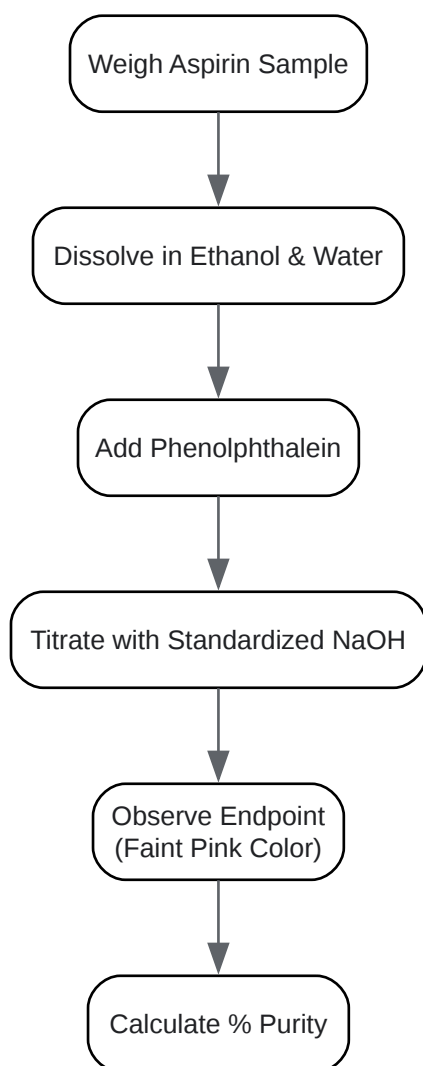 Weigh Aspirin Sample
Dissolve in Ethanol & Water
Add Phenolphthalein
Titrate with Standardized NaOH
Observe Endpoint
(Faint Pink Color)
Calculate % Purity